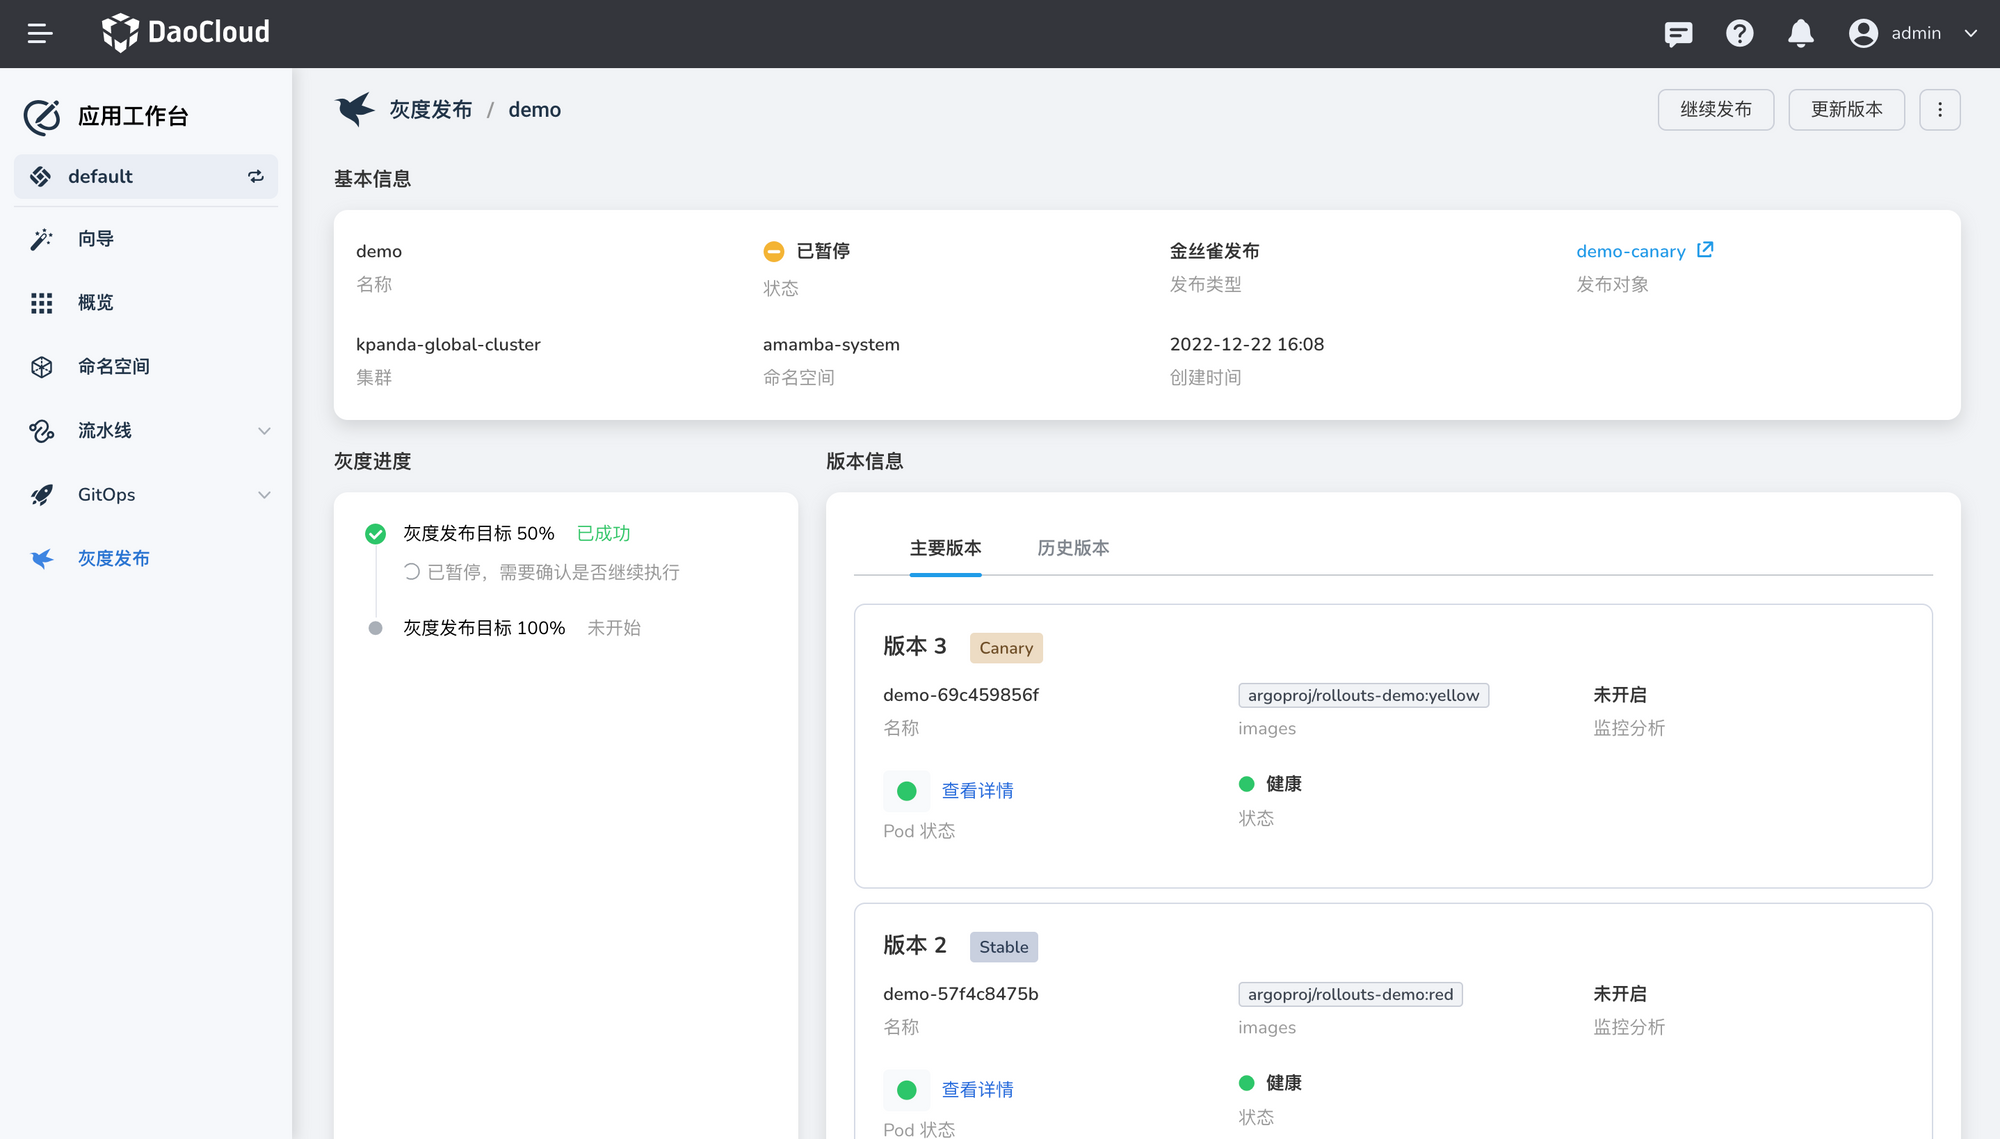 DaoCloud
admin
应用工作台
default
向导
概览
命名空间
流水线
GitOps
灰度发布
灰度发布 / demo
继续发布
更新版本
基本信息
demo
名称
已暂停
状态
金丝雀发布
发布类型
demo-canary
发布对象
kpanda-global-cluster
集群
amamba-system
命名空间
2022-12-22 16:08
创建时间
灰度进度
灰度发布目标 50% 已成功
已暂停，需要确认是否继续执行
灰度发布目标 100% 未开始
版本信息
主要版本 历史版本
版本 3 Canary
demo-69c459856f
名称
argoproj/rollouts-demo:yellow
images
未开启
监控分析
查看详情
Pod 状态
健康
状态
版本 2 Stable
demo-57f4c8475b
名称
argoproj/rollouts-demo:red
images
未开启
监控分析
查看详情
Pod 状态
健康
状态